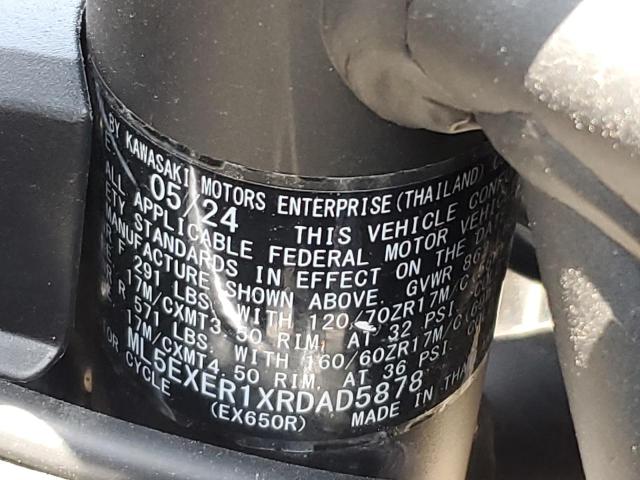 BY KAWASAKI MOTORS ENTERPRISE (THAILAND)
05/24 THIS VEHICLE
ALL APPLICABLE FEDERAL MOTOR
STANDARDS IN EFFECT ON THE
MANUFACTURE SHOWN ABOVE. GVWR
F 291 LBS. WITH 120/70ZR17M/C
17M/CXMT3.50 RIM, AT 32 PSI
R 571 LBS. WITH 160/60ZR17M/C
17M/CXMT4.50 RIM, AT 36 PSI
ML5EXER1XRDAD5878
CYCLE (EX650R) MADE IN